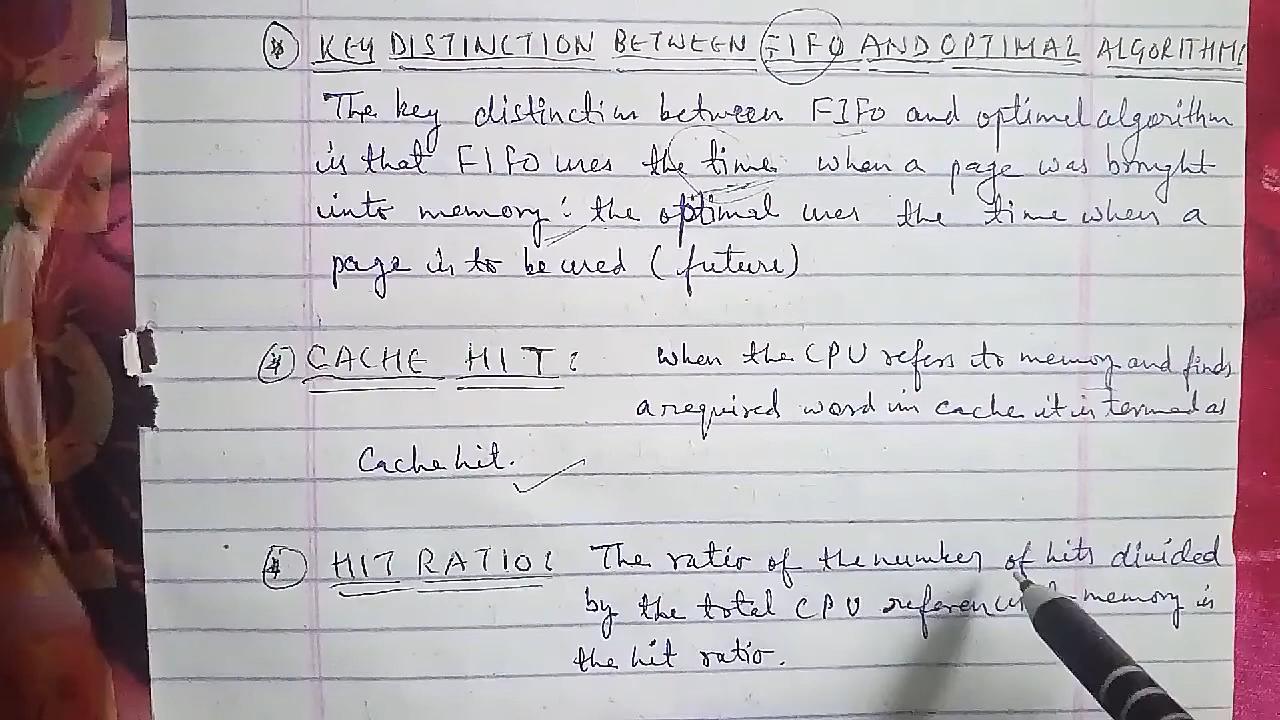 KEY DISTINCTION BETWEEN FIFO AND OPTIMAL ALGORITHMS
The key distinction between FIFO and optimal algorithm
is that FIFO uses the time when a page was brought
into memory: the optimal uses the time when a
page is to be used (future)
CACHE HIT: when the CPU refers to memory and finds
a required word in cache it is termed as
Cache hit.
HIT RATIO: The ratio of the number of hits divided
by the total CPU memory is
the hit ratio.